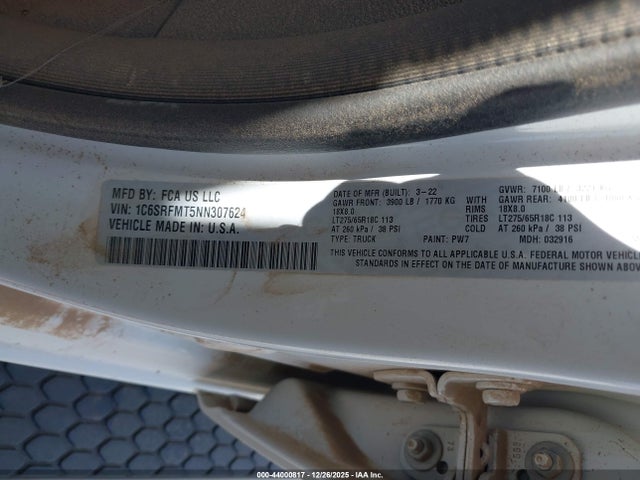 MFD BY: FCA US LLC
VIN: 1C6SRFMT5NN307624
VEHICLE MADE IN: U.S.A.
DATE OF MFR (BUILT): 3-22
GAWR FRONT: 3900 LB / 1770 KG
18X8.0
LT275/65R18C 113
AT 260 kPa / 38 PSI
TYPE: TRUCK PAINT: PW7
GVWR: 7100 LB
GAWR REAR:
RIMS: 18X8.0
TIRES LT275/65R18C 113
COLD AT 260 kPa / 38 PSI
MDH: 032916
THIS VEHICLE CONFORMS TO ALL APPLICABLE U.S.A. FEDERAL MOTOR VEHICLE
STANDARDS IN EFFECT ON THE DATE OF MANUFACTURE SHOWN ABOVE
000-44000817 - 12/26/2025 - IAAI.COM